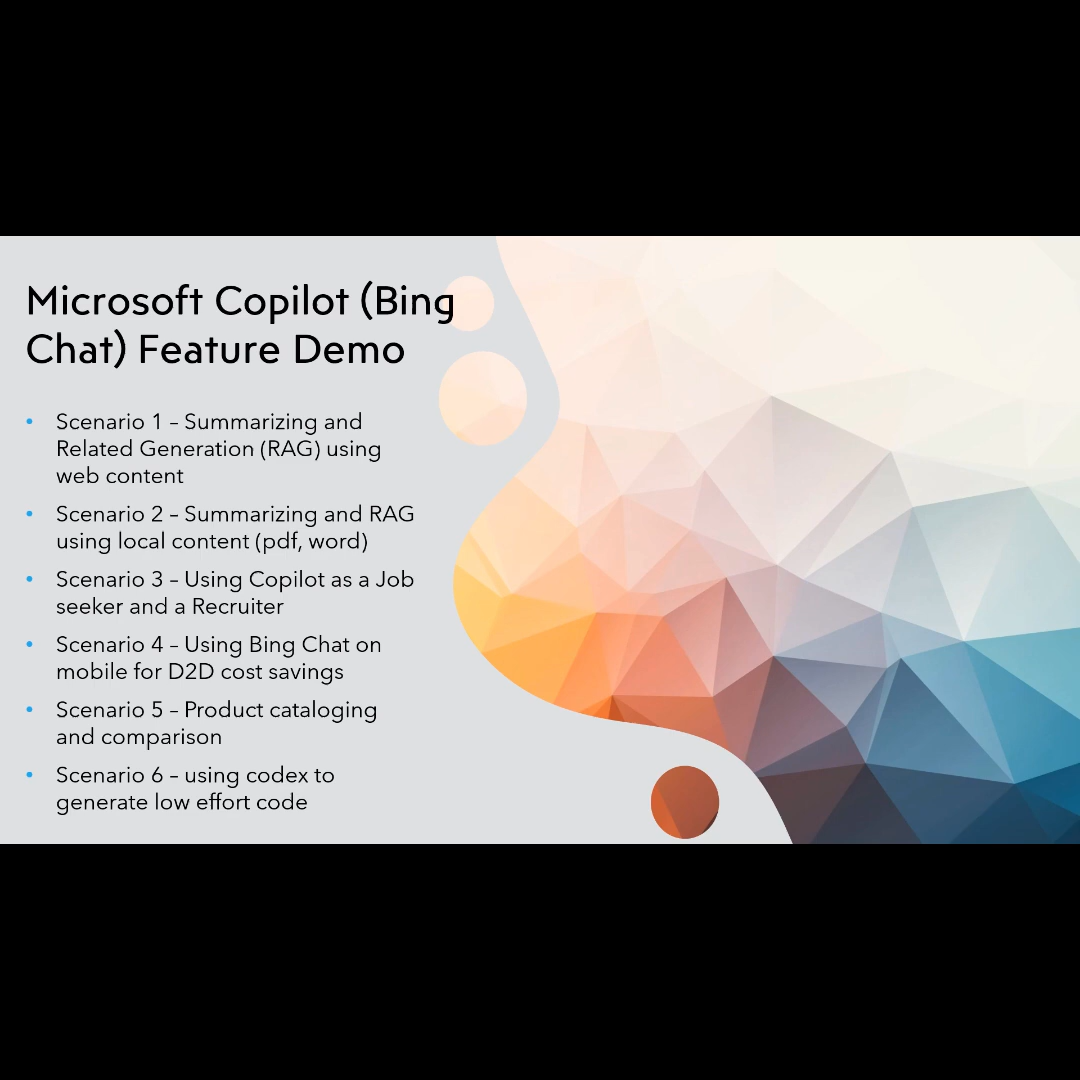 Microsoft Copilot (Bing
Chat) Feature Demo
• Scenario 1 – Summarizing and
Related Generation (RAG) using
web content
• Scenario 2 – Summarizing and RAG
using local content (pdf, word)
• Scenario 3 – Using Copilot as a Job
seeker and a Recruiter
• Scenario 4 – Using Bing Chat on
mobile for D2D cost savings
• Scenario 5 – Product cataloging
and comparison
• Scenario 6 – using codex to
generate low effort code